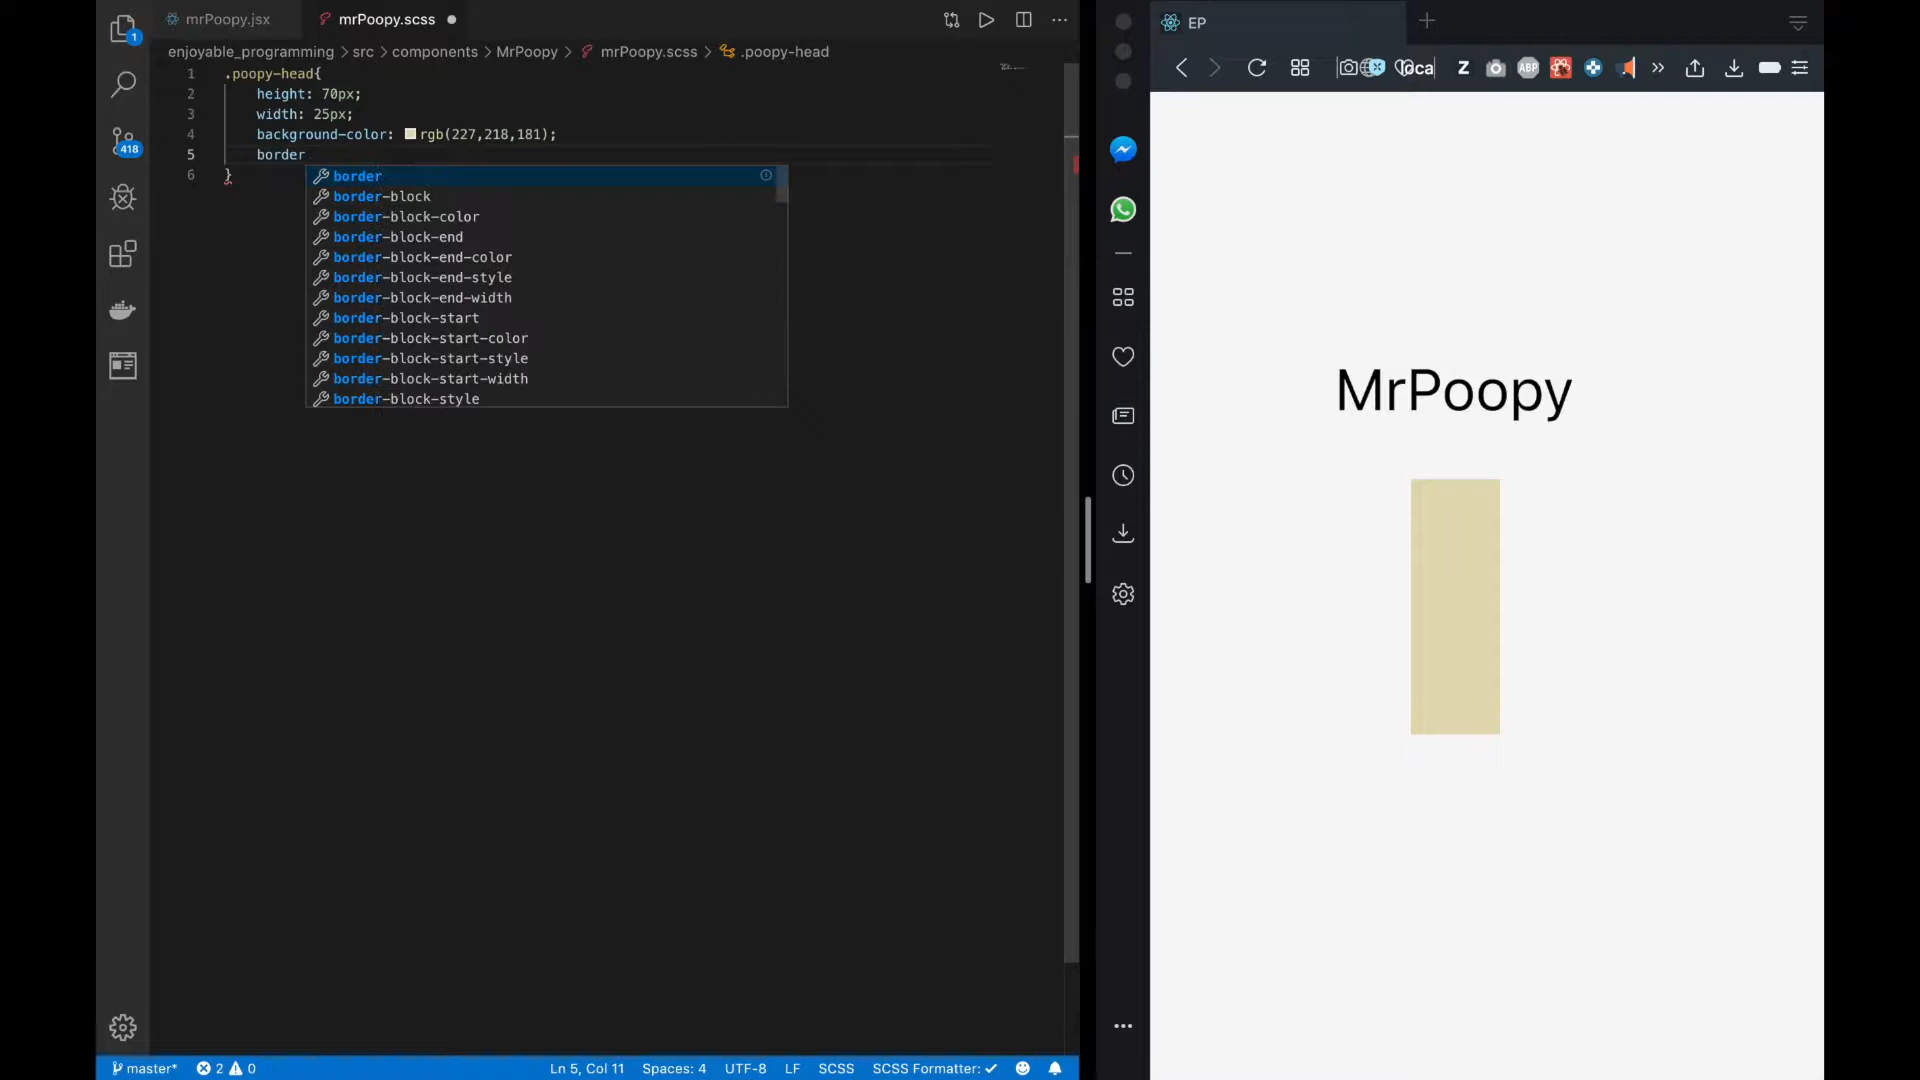 mrPoopy.jsx
mrPoopy.scss
EP
enjoyable_programming > src > components > MrPoopy > mrPoopy.scss > .poopy-head
1 .poopy-head{
2 height: 70px;
3 width: 25px;
4 background-color: rgb(227,218,181);
5 border
6 }
border
border-block
border-block-color
border-block-end
border-block-end-color
border-block-end-style
border-block-end-width
border-block-start
border-block-start-color
border-block-start-style
border-block-start-width
border-block-style
1
418
loca
Z
ABP
MrPoopy
master* 2 0 Ln 5, Col 11 Spaces: 4 UTF-8 LF SCSS SCSS Formatter: ✓